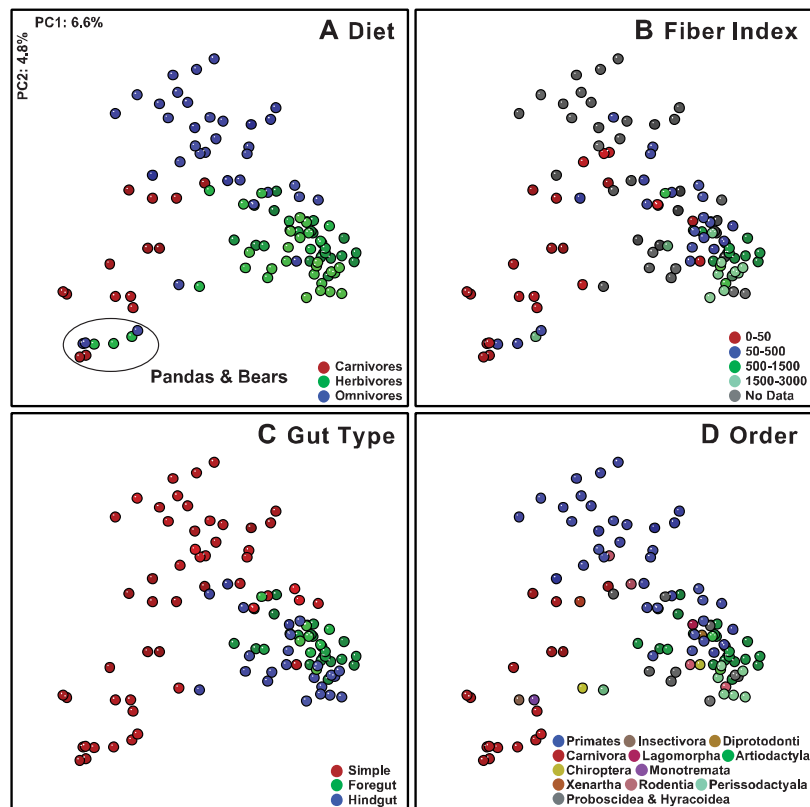 PC1: 6.6%
PC2: 4.8%
A Diet
Pandas & Bears
Carnivores
Herbivores
Omnivores
B Fiber Index
0-50
50-500
500-1500
1500-3000
No Data
C Gut Type
Simple
Foregut
Hindgut
D Order
Primates Insectivora Diprotodonti
Carnivora Lagomorpha Artiodactyla
Chiroptera Monotremata
Xenartha Rodentia Perissodactyala
Proboscidea & Hyracoidea